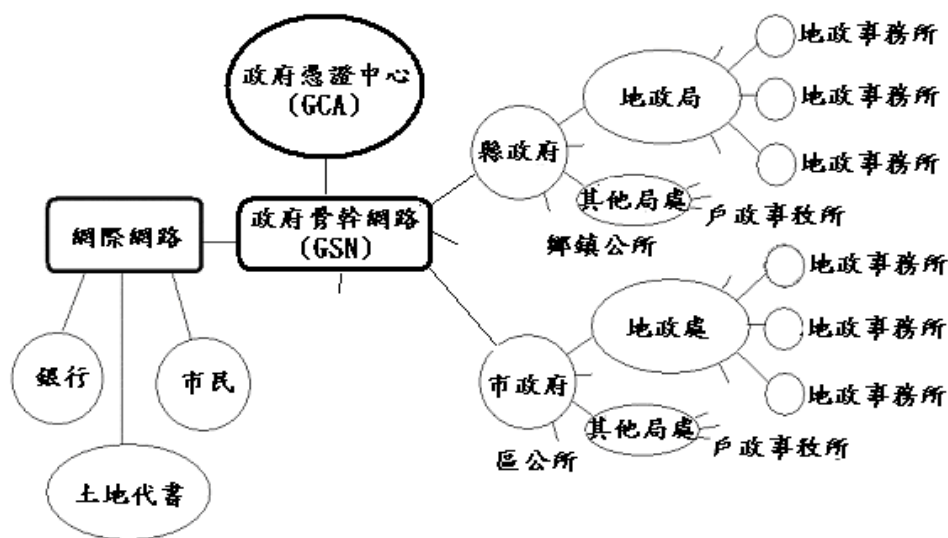 政府憑證中心
(GCA)
地政事務所
地政局
地政事務所
縣政府
地政事務所
其他局處
戶政事務所
政府骨幹網路
(GSN)
網際網路
鄉鎮公所
地政事務所
地政處
地政事務所
銀行
市民
市政府
地政事務所
其他局處
戶政事務所
區公所
土地代書